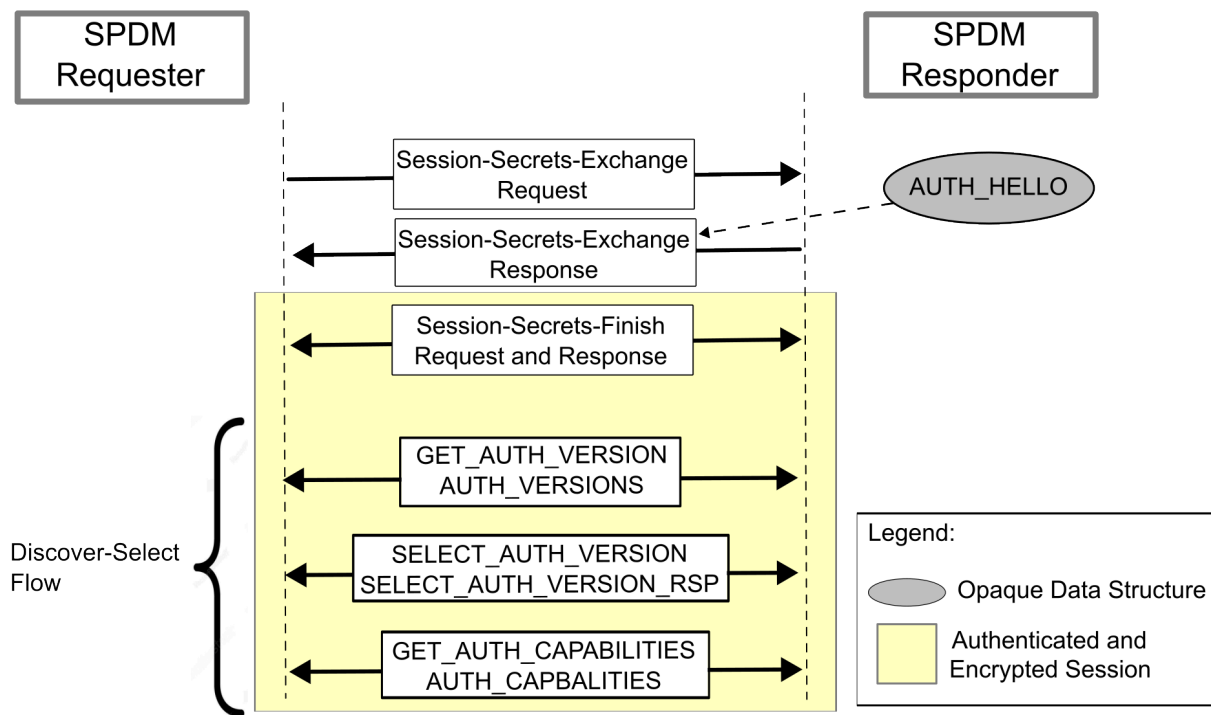 SPDM
Requester
SPDM
Responder
Session-Secrets-Exchange
Request
AUTH_HELLO
Session-Secrets-Exchange
Response
Session-Secrets-Finish
Request and Response
GET_AUTH_VERSION
AUTH_VERSIONS
Discover-Select
Flow
SELECT_AUTH_VERSION
SELECT_AUTH_VERSION_RSP
GET_AUTH_CAPABILITIES
AUTH_CAPBALITIES
Legend:
Opaque Data Structure
Authenticated and
Encrypted Session